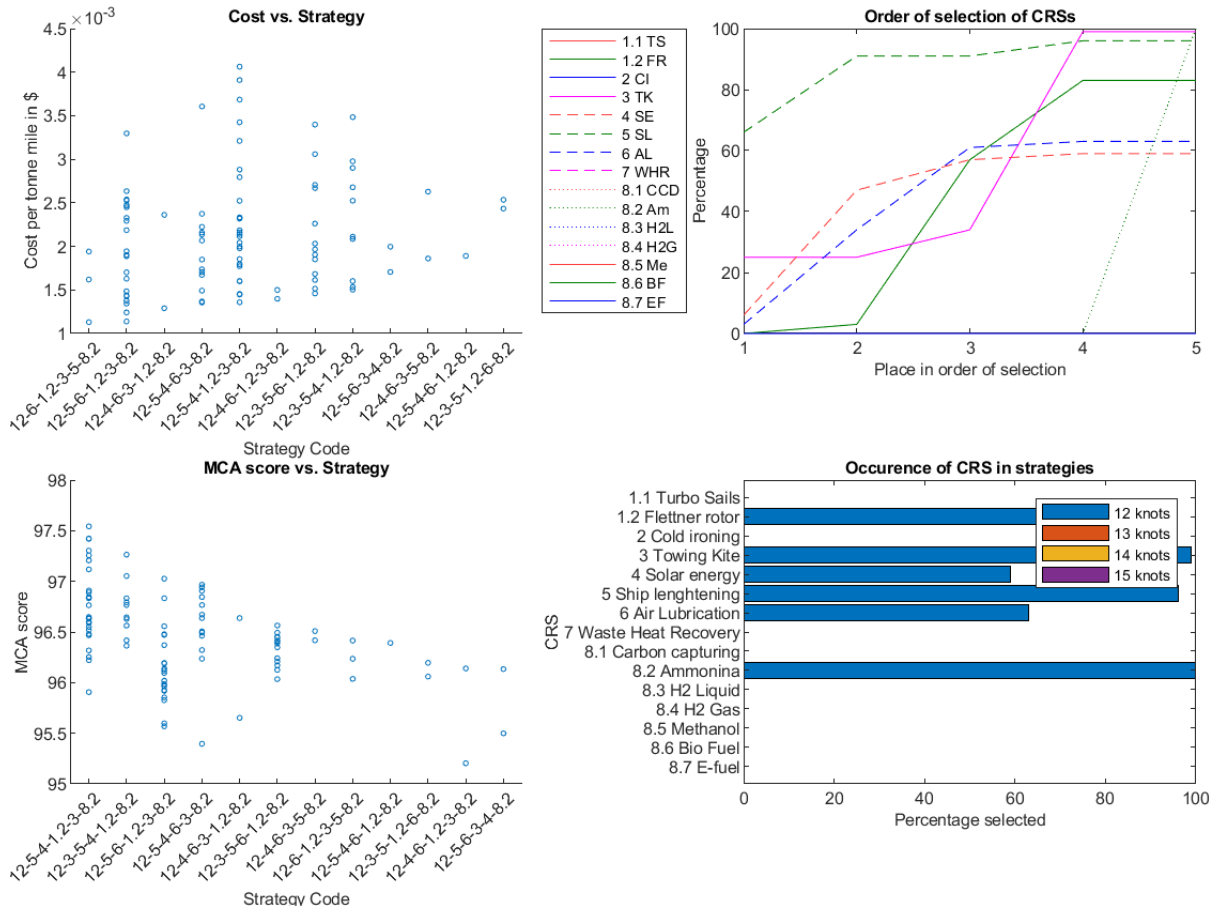 Cost vs. Strategy
×10^-3
4.5
4
3.5
3
2.5
2
1.5
1
Cost per tonne mile in $
12-6-1.2-3-5-8.2
12-5-6-1.2-3-8.2
12-4-6-3-1.2-8.2
12-5-4-6-3-8.2
12-5-4-1.2-3-8.2
12-4-6-1.2-3-8.2
12-3-5-6-1.2-8.2
12-3-5-4-1.2-8.2
12-5-6-3-4-8.2
12-4-6-3-5-8.2
12-5-4-6-1.2-8.2
12-3-5-1.2-6-8.2
Strategy Code
1.1 TS
1.2 FR
2 CI
3 TK
4 SE
5 SL
6 AL
7 WHR
8.1 CCD
8.2 Am
8.3 H2L
8.4 H2G
8.5 Me
8.6 BF
8.7 EF
Order of selection of CRSs
100
80
60
40
20
0
Percentage
1
2
3
4
5
Place in order of selection
MCA score vs. Strategy
98
97.5
97
96.5
96
95.5
95
MCA score
12-5-4-1.2-3-8.2
12-3-5-4-1.2-8.2
12-5-6-1.2-3-8.2
12-5-4-6-3-8.2
12-4-6-3-1.2-8.2
12-3-5-6-1.2-8.2
12-4-6-3-5-8.2
12-6-1.2-3-5-8.2
12-5-4-6-1.2-8.2
12-3-5-1.2-6-8.2
12-4-6-1.2-3-8.2
12-5-6-3-4-8.2
Strategy Code
Occurence of CRS in strategies
1.1 Turbo Sails
1.2 Flettner rotor
2 Cold ironing
3 Towing Kite
4 Solar energy
5 Ship lenghtening
6 Air Lubrication
7 Waste Heat Recovery
8.1 Carbon capturing
8.2 Ammonina
8.3 H2 Liquid
8.4 H2 Gas
8.5 Methanol
8.6 Bio Fuel
8.7 E-fuel
CRS
12 knots
13 knots
14 knots
15 knots
0
20
40
60
80
100
Percentage selected